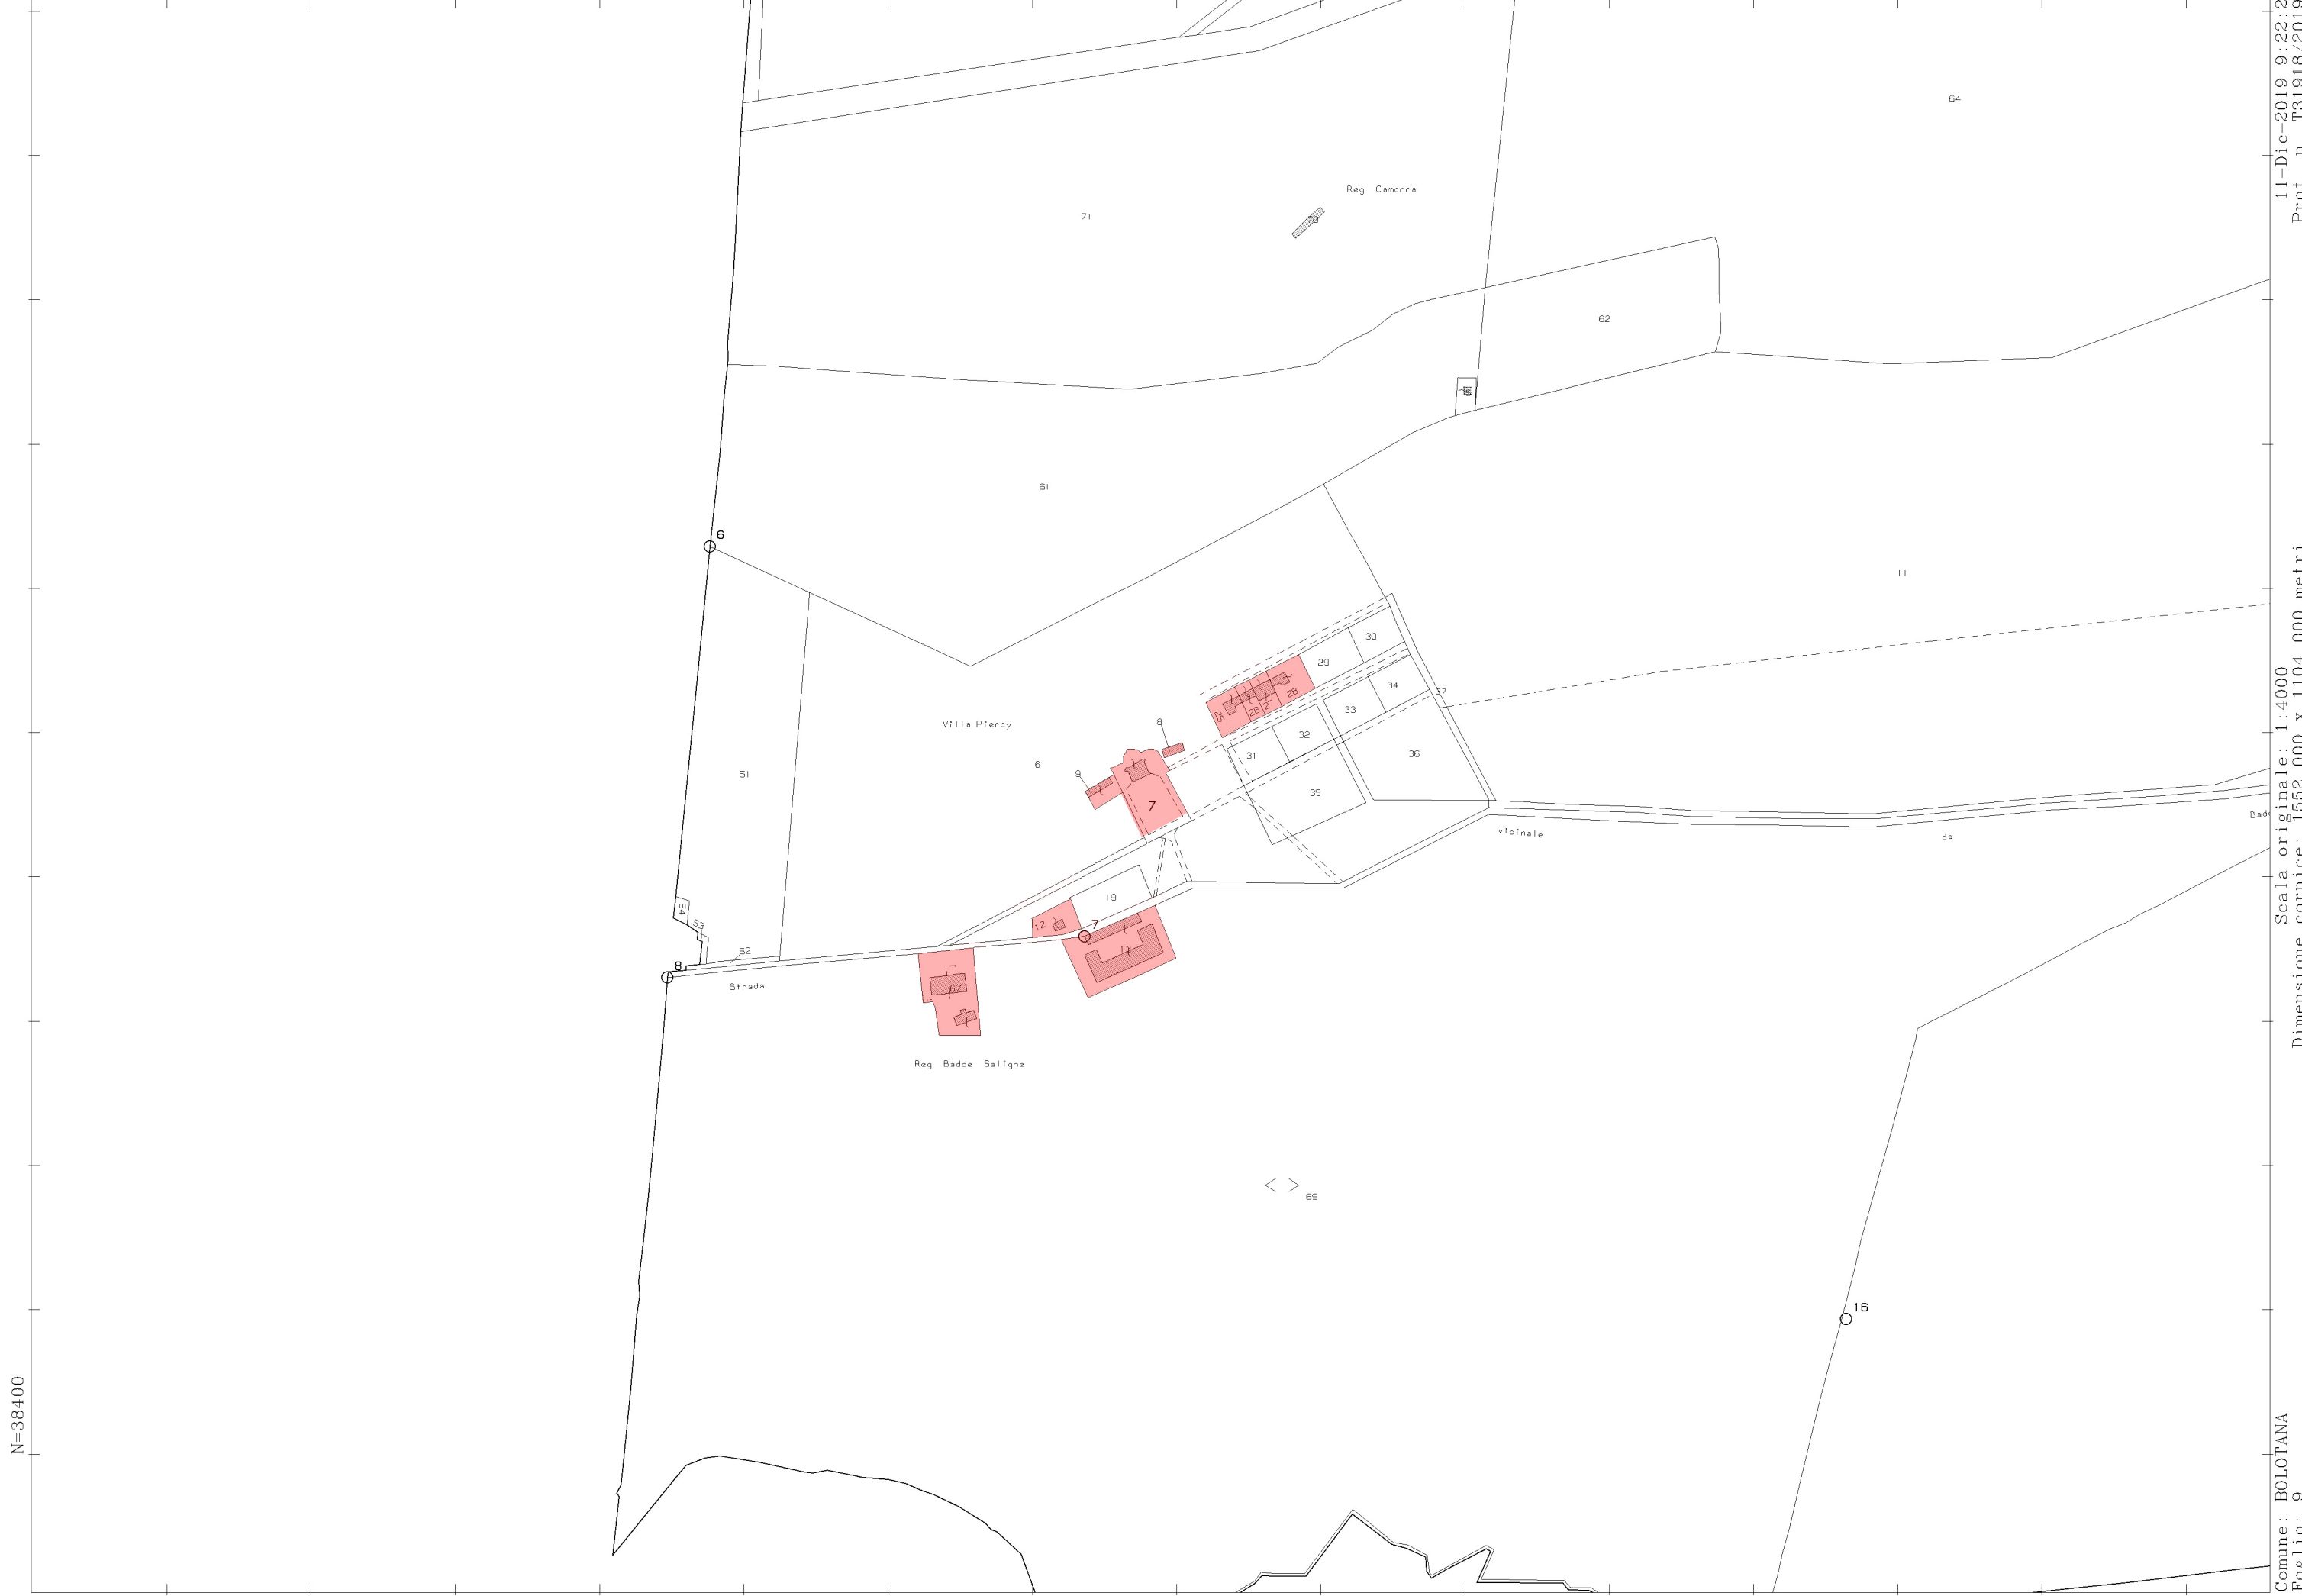 64
Reg Camorra
71
70
62
61
6
11
30
29
34
37
28
27
26
25
33
32
31
36
35
Villa Piercy
8
9
6
7
51
vicinale
da
54
53
52
8
Strada
19
12
7
13
67
Reg Badde Salighe
69
16
N=38400
11-Dic-2019 9:22:2
Prot. n. T31918/2019
Scala originale: 1:4000
Dimensione cornice: 1552.000 x 1104.000 metri
Comune: BOLOTANA
Foglio: 9